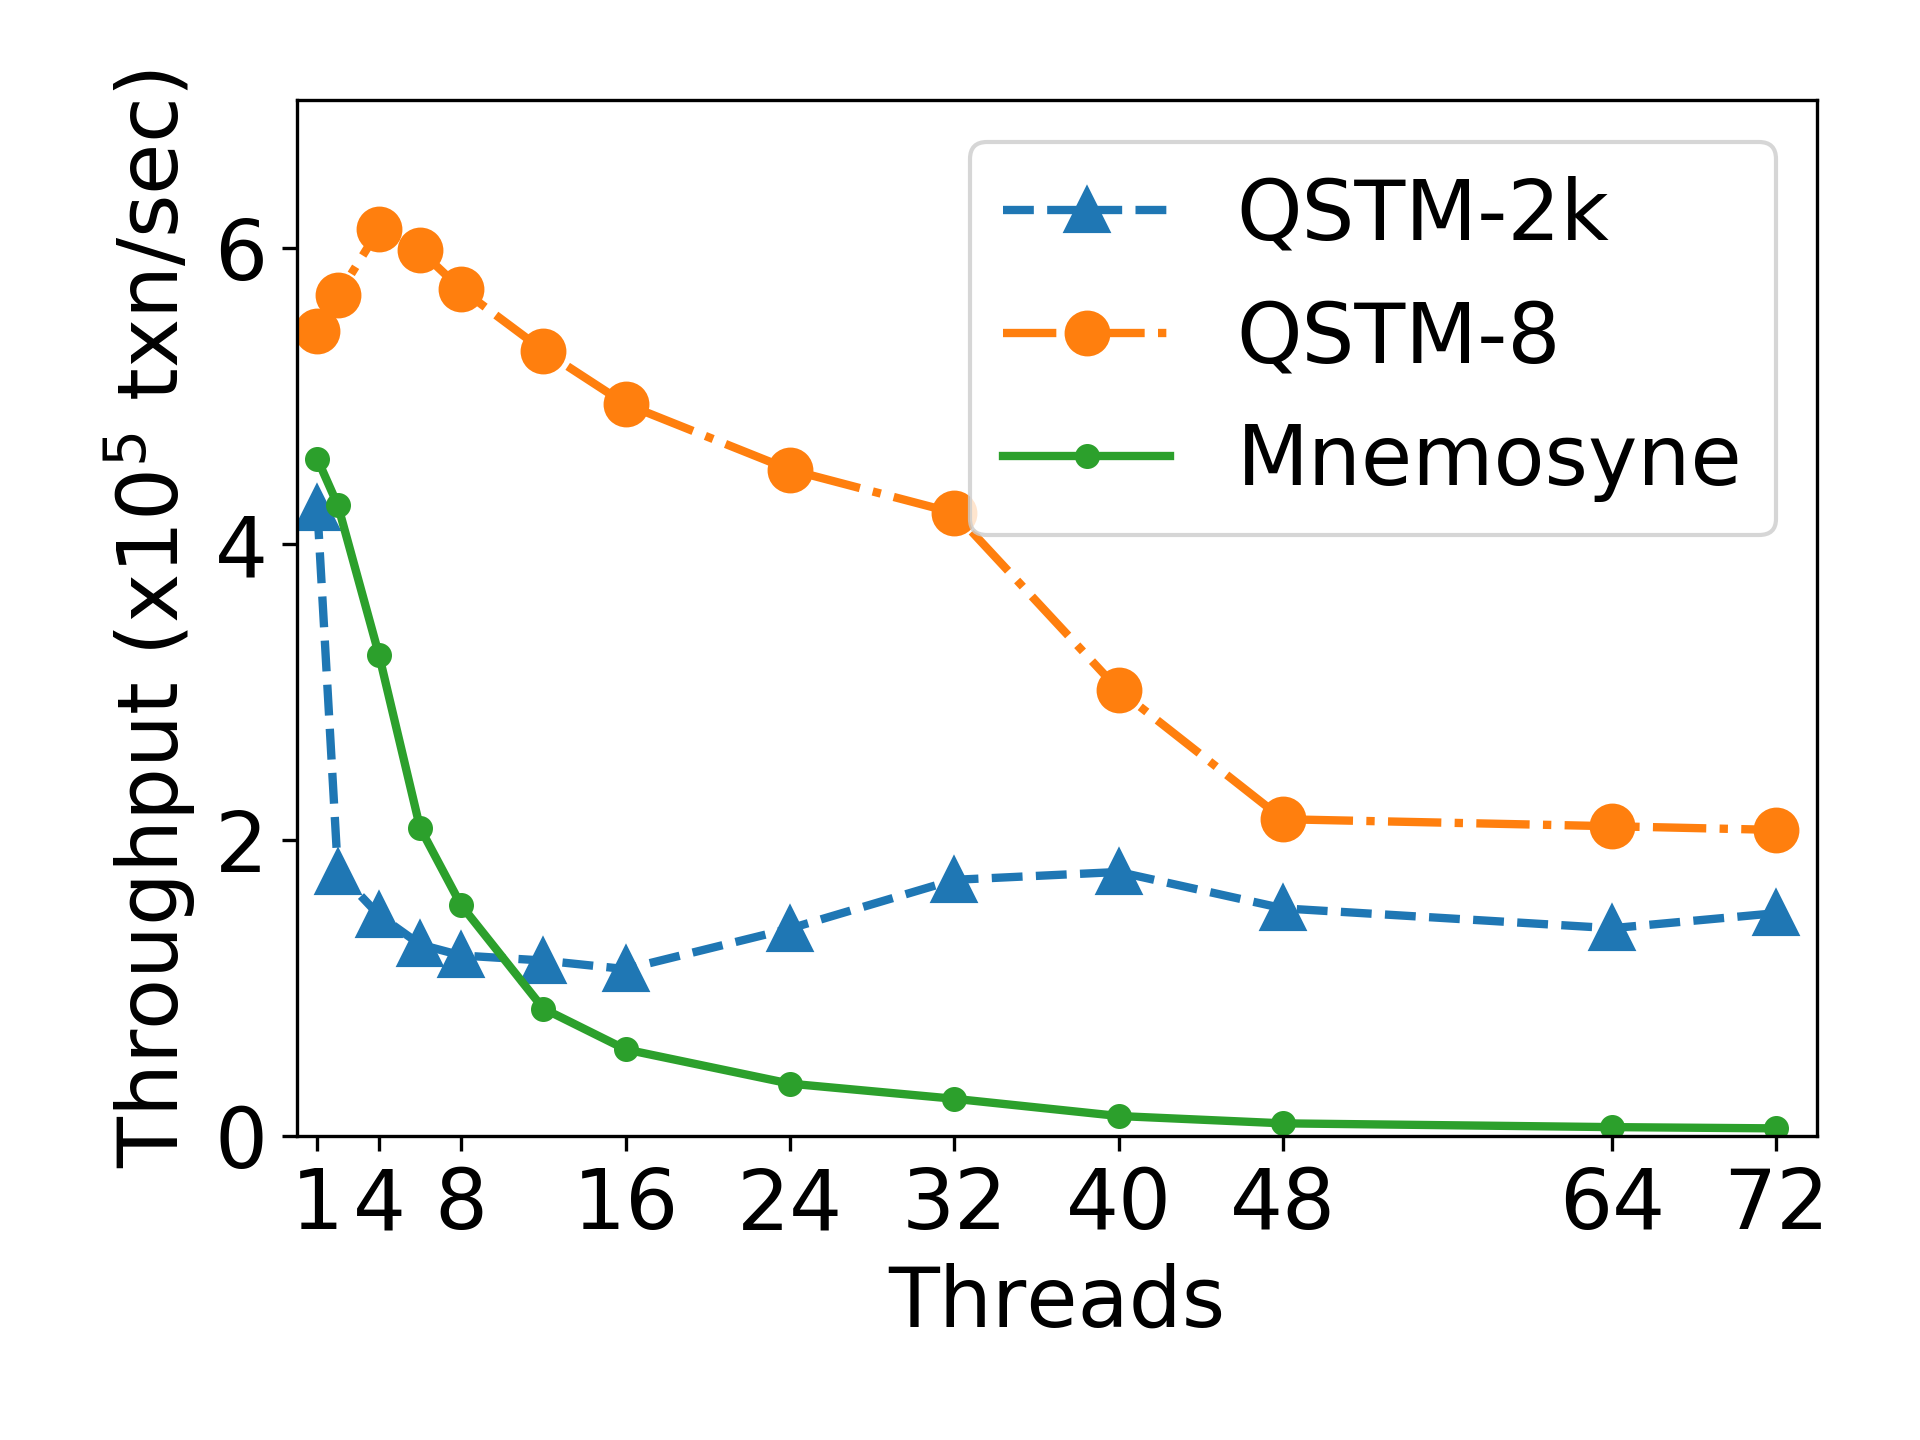 Throughput (x10⁵ txn/sec)
6
4
2
0
QSTM-2k
QSTM-8
Mnemosyne
1 4 8 16 24 32 40 48 64 72
Threads